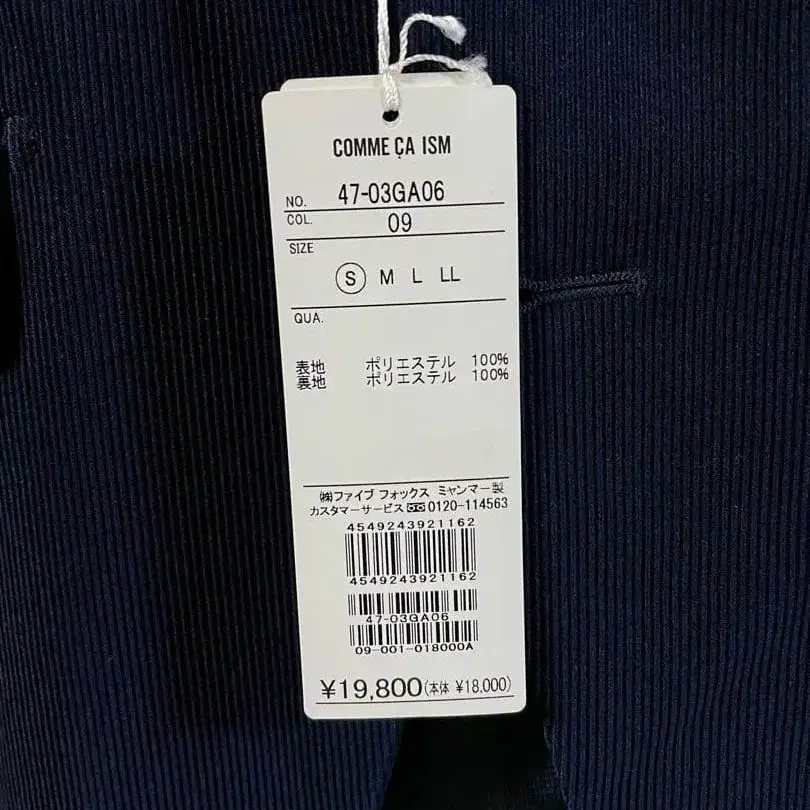 COMME ÇA ISM
NO. 47-03GA06
COL. 09
SIZE
S M L LL
QUA.
表地 ポリエステル 100%
裏地 ポリエステル 100%
㈱ファイブ フォックス ミャンマー製
カスタマーサービス 0120-114563
4549243921162
4549243921162
47-03GA06
09-001-018000A
¥19,800(本体 ¥18,000)